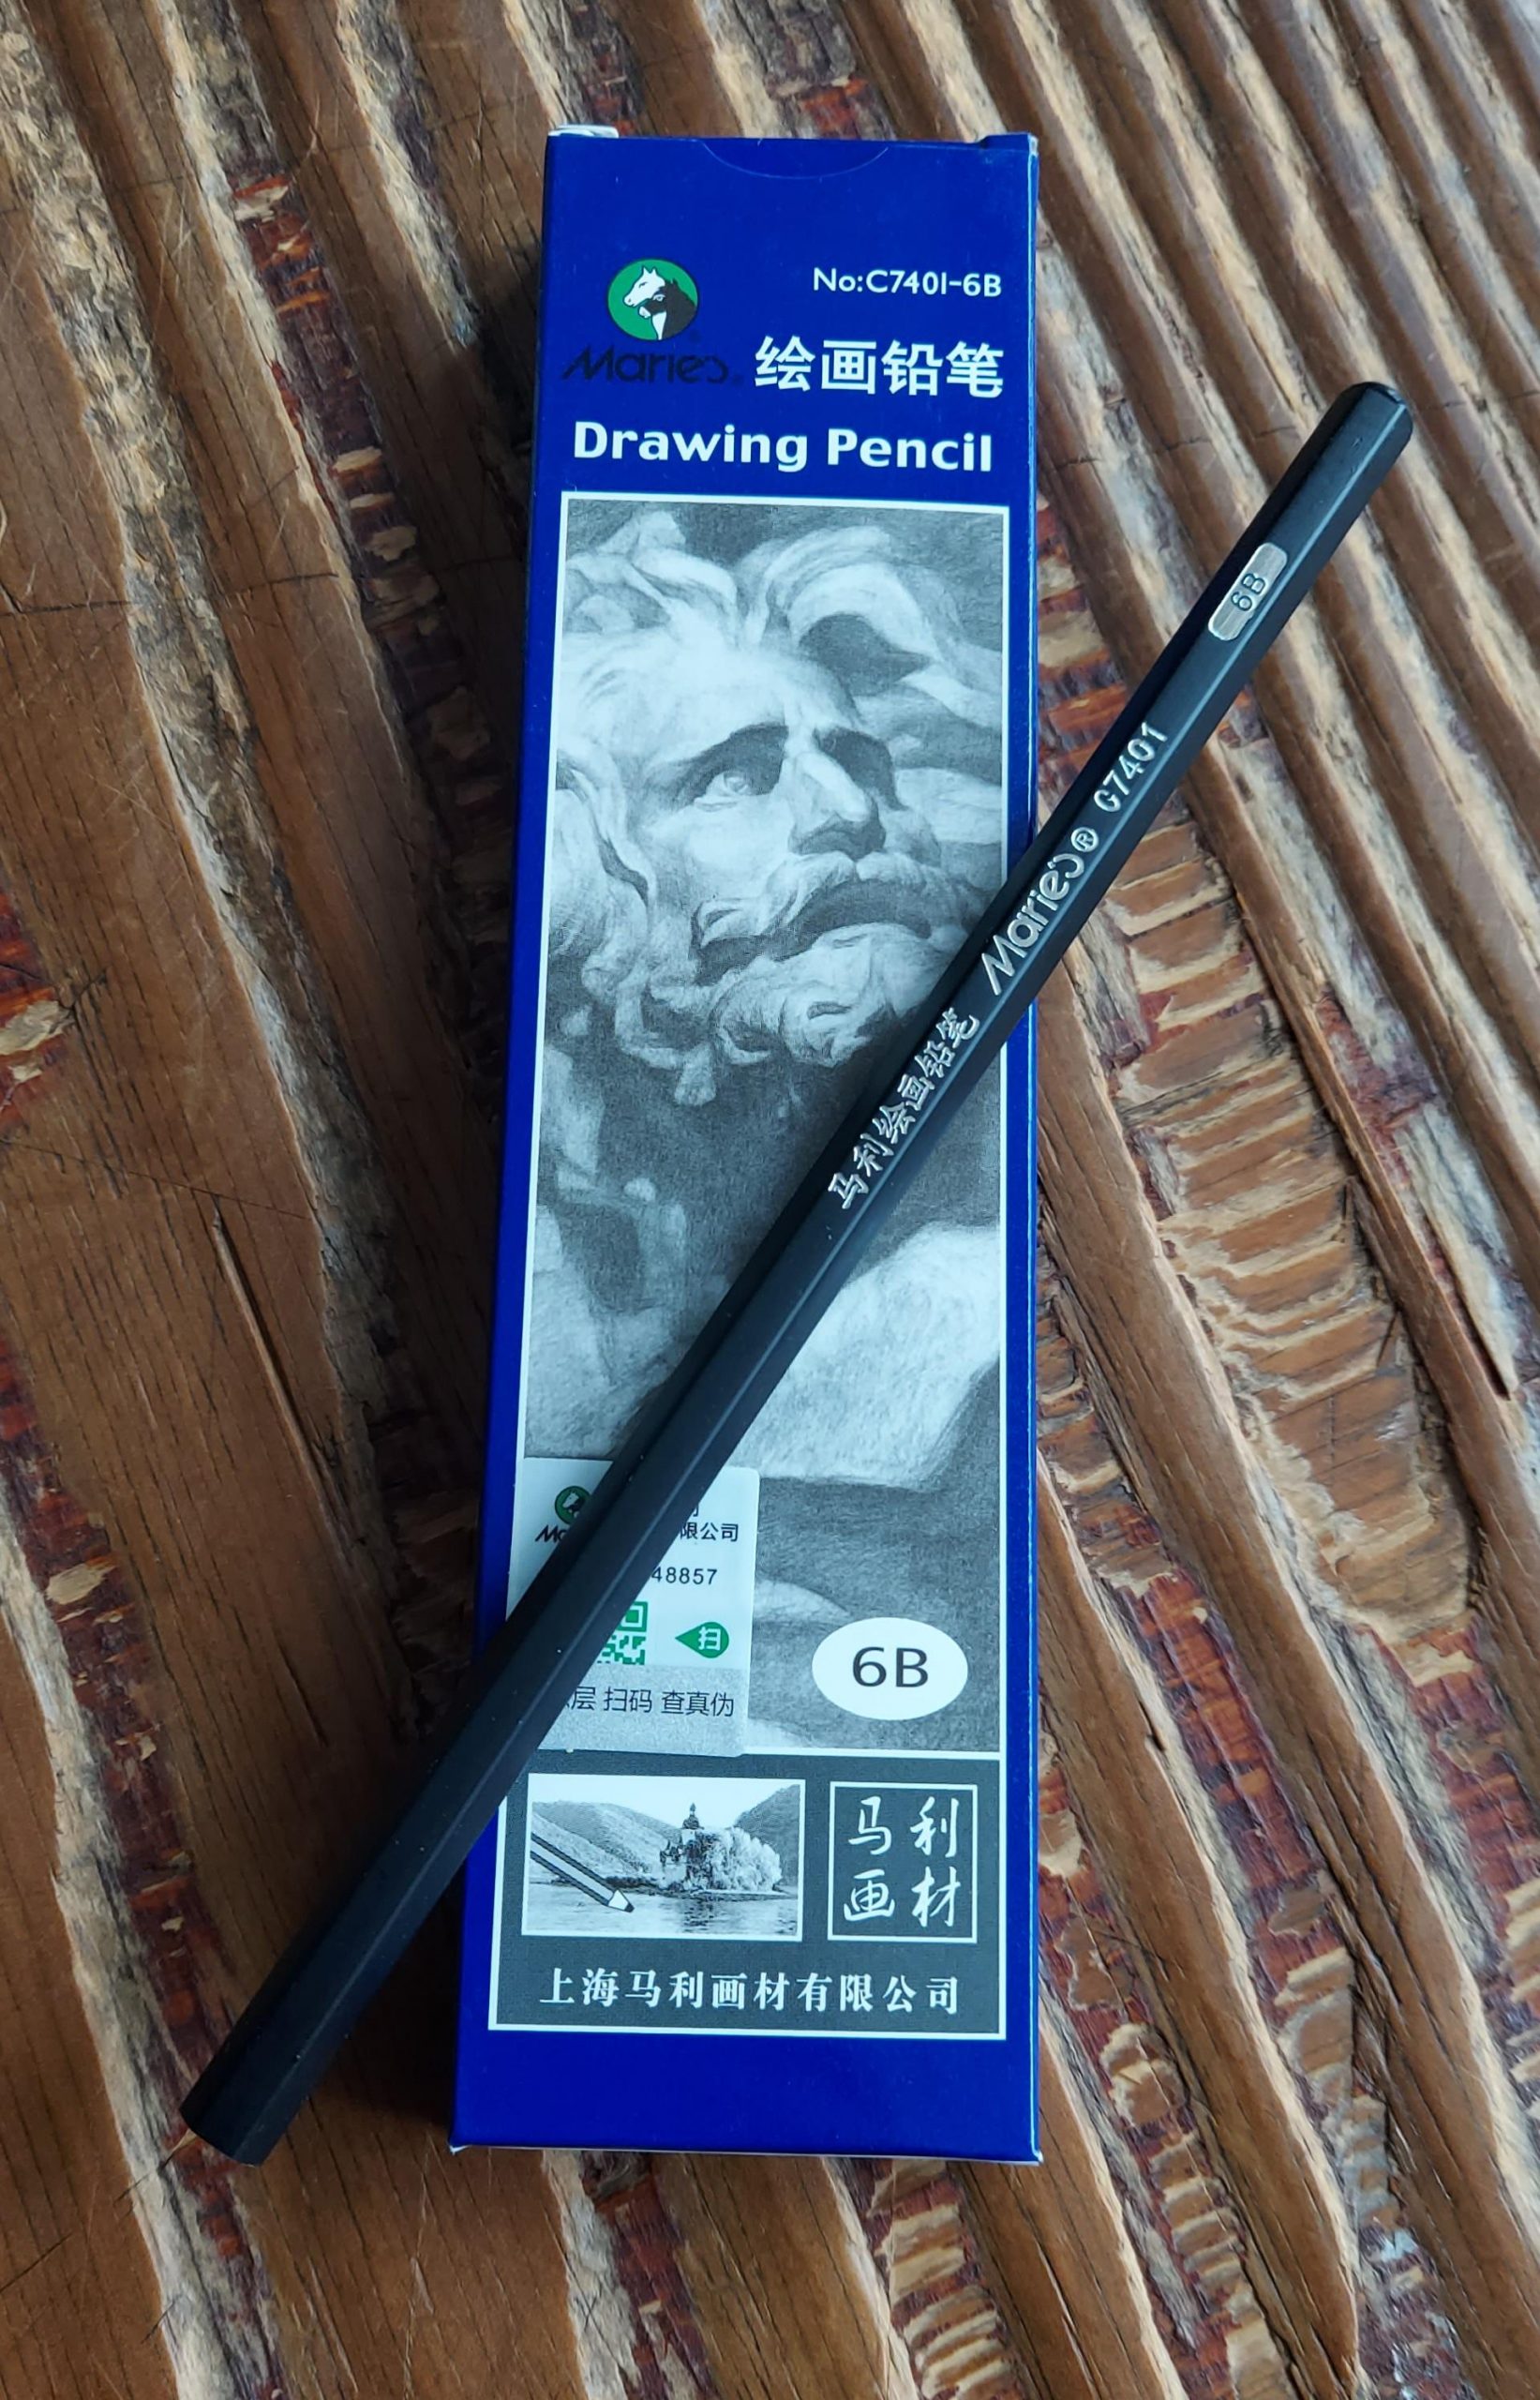 No:C7401-6B
Marie's® 绘画铅笔
Drawing Pencil
6B
Marie's® G7401
马利绘画铅笔
限公司
48857
扫
层 扫码 查真伪
6B
马利
画材
上海马利画材有限公司